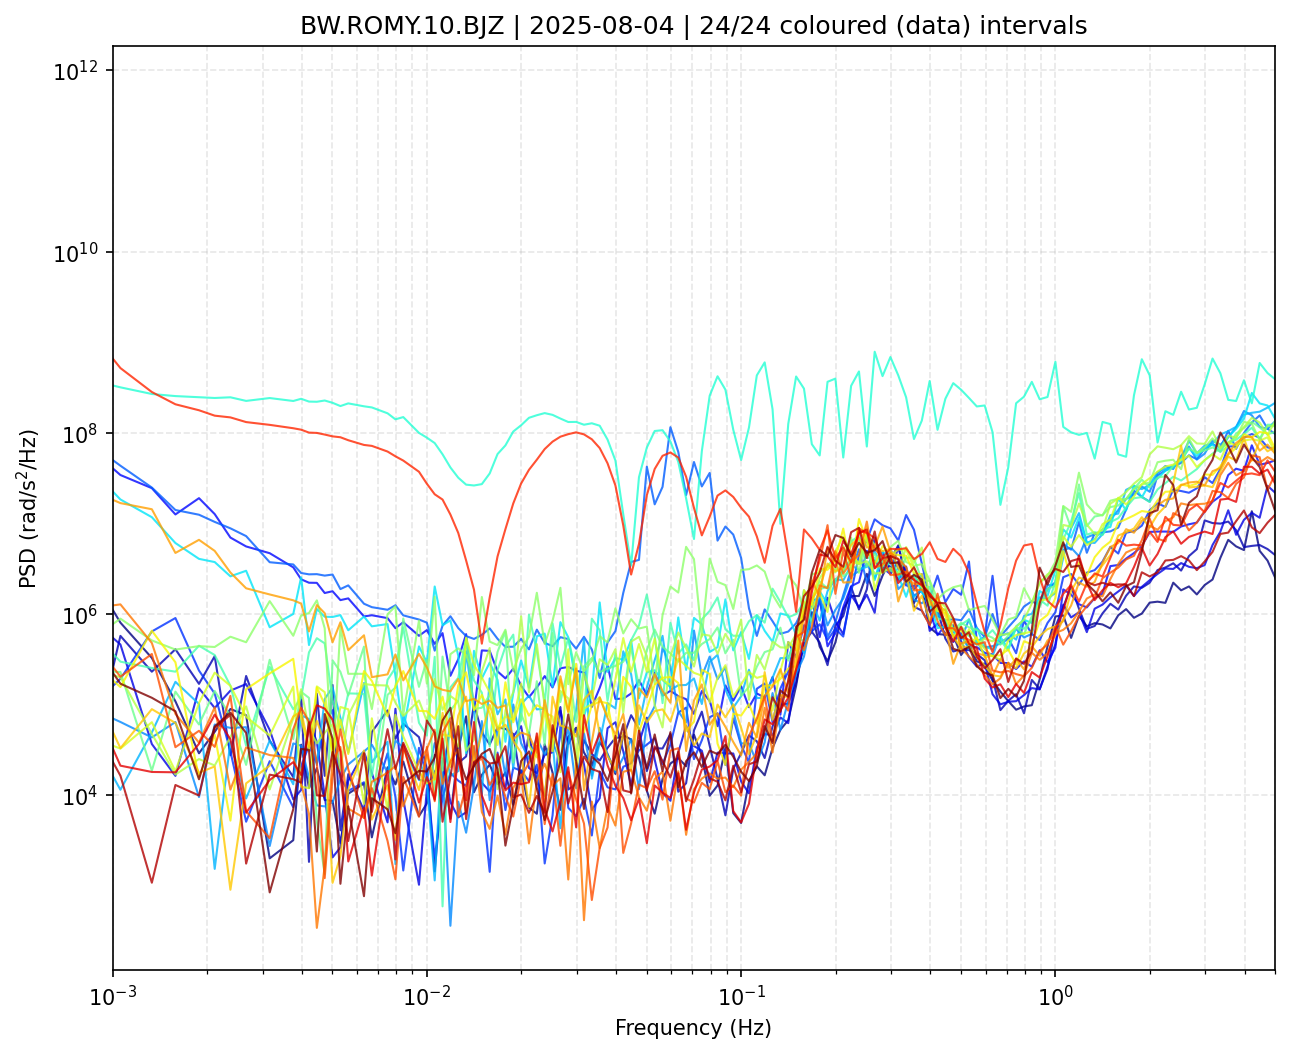 BW.ROMY.10.BJZ | 2025-08-04 | 24/24 coloured (data) intervals
10¹²
10¹⁰
10⁸
10⁶
10⁴
PSD (rad/s²/Hz)
10⁻³ 10⁻² 10⁻¹ 10⁰
Frequency (Hz)